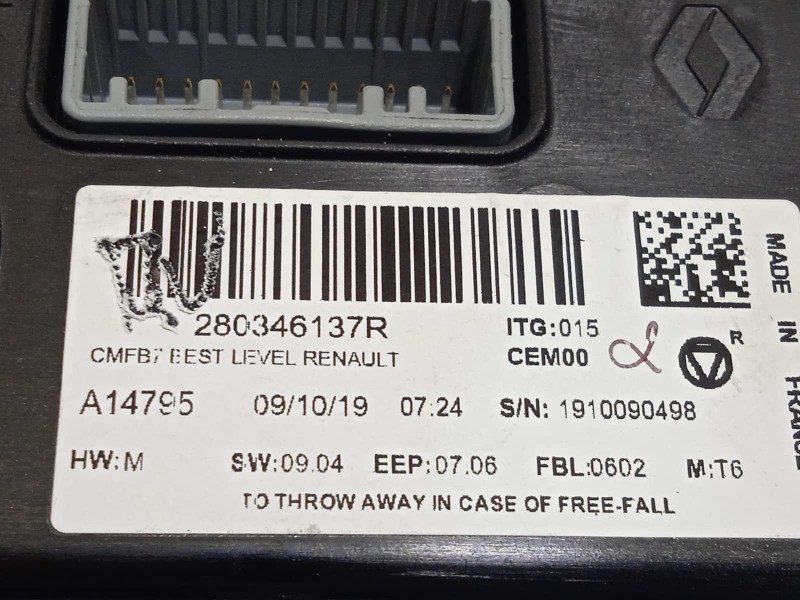 280346137R
ITG:015
CMFB7 BEST LEVEL RENAULT
CEM00
R
A14795 09/10/19 07:24 S/N: 1910090498
HW:M SW:09.04 EEP:07.06 FBL:0602 M:T6
TO THROW AWAY IN CASE OF FREE-FALL
MADE IN FRANCE